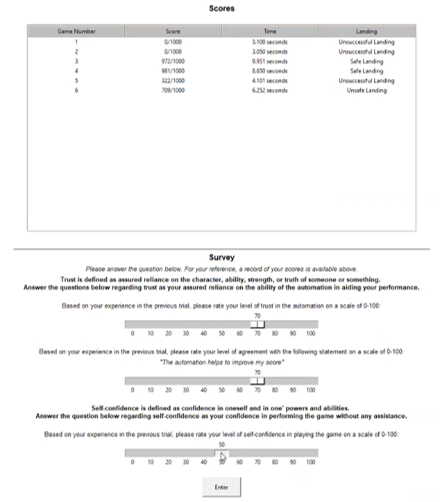 Scores
Game Number Score Time Landing
1 0/1000 3.100 seconds Unsuccessful Landing
2 0/1000 3.050 seconds Unsuccessful Landing
3 972/1000 9.951 seconds Safe Landing
4 981/1000 8.650 seconds Safe Landing
5 322/1000 4.101 seconds Unsuccessful Landing
6 709/1000 6.252 seconds Unsafe Landing
Survey
Please answer the question below. For your reference, a record of your scores is available above.
Trust is defined as assured reliance on the character, ability, strength, or truth of someone or something.
Answer the questions below regarding trust as your assured reliance on the ability of the automation in aiding your performance.
Based on your experience in the previous trial, please rate your level of trust in the automation on a scale of 0-100:
70
0 10 20 30 40 50 60 70 80 90 100
Based on your experience in the previous trial, please rate your level of agreement with the following statement on a scale of 0-100:
"The automation helps to improve my score"
70
0 10 20 30 40 50 60 70 80 90 100
Self-confidence is defined as confidence in oneself and in one' powers and abilities.
Answer the question below regarding self-confidence as your confidence in performing the game without any assistance.
Based on your experience in the previous trial, please rate your level of self-confidence in playing the game on a scale of 0-100:
50
0 10 20 30 40 50 60 70 80 90 100
Enter